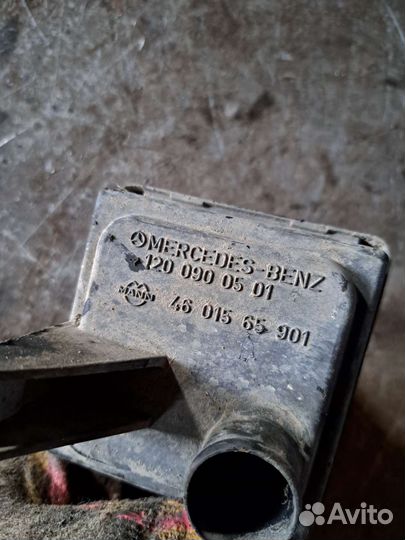 MERCEDES-BENZ
120 090 05 01
MANN
46 015 65 901
Avito